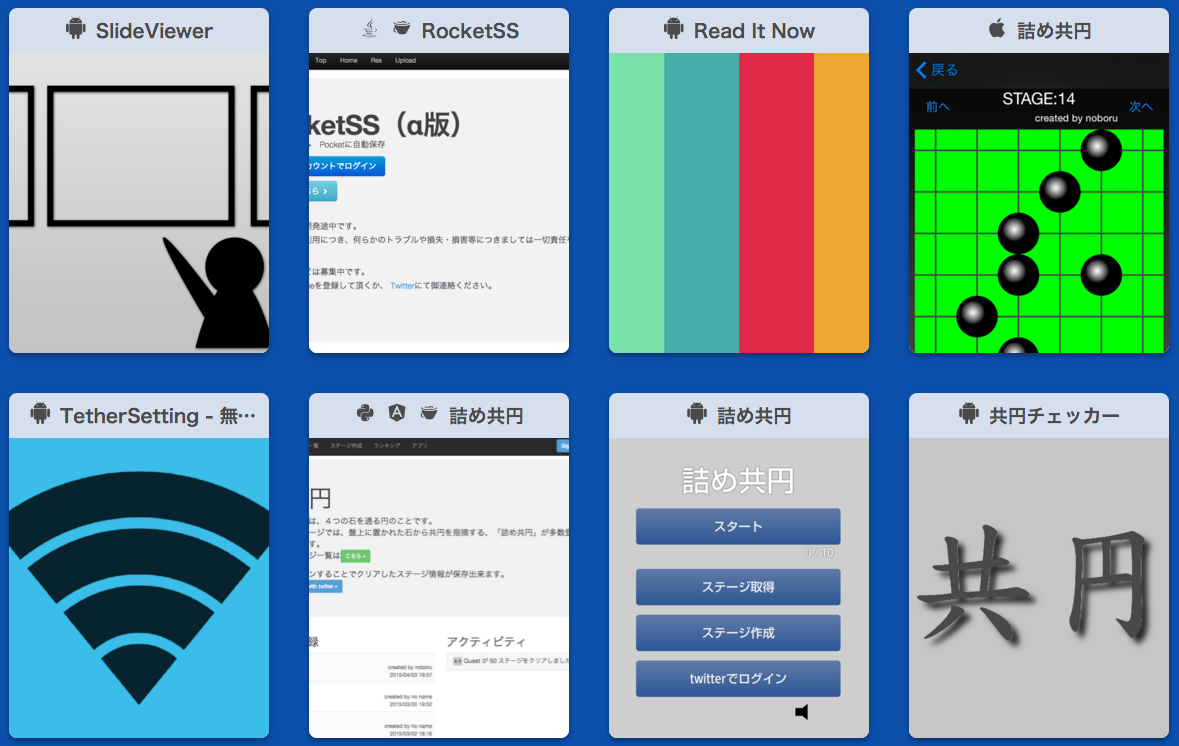 SlideViewer
RocketSS
Top Home Rss Upload
ketSS（α版）
Pocketに自動保存
カウントでログイン
ちら
発途中です。
利用につき、何らかのトラブルや損失・損害等につきましては一切責任を
ては募集中です。
eを登録して頂くか、 Twitterにて御連絡ください。
Read It Now
詰め共円
戻る
前へ
STAGE:14
次へ
created by noboru
TetherSetting - 無…
詰め共円
一覧 ステージ作成 ランキング アプリ
円
は、４つの石を通る円のことです。
ージでは、盤上に置かれた石から共円を指摘する、「詰め共円」が多数登
す。
ジ一覧は こちら »
ンすることでクリアしたステージ情報が保存出来ます。
with twitter »
録
アクティビティ
Guest が 50 ステージをクリアしまし
created by noboru
2015/04/03 19:57
created by no name
2015/03/20 19:52
created by no name
2015/03/02 16:16
詰め共円
詰め共円
スタート
0 / 10
ステージ取得
ステージ作成
twitterでログイン
共円チェッカー
共円